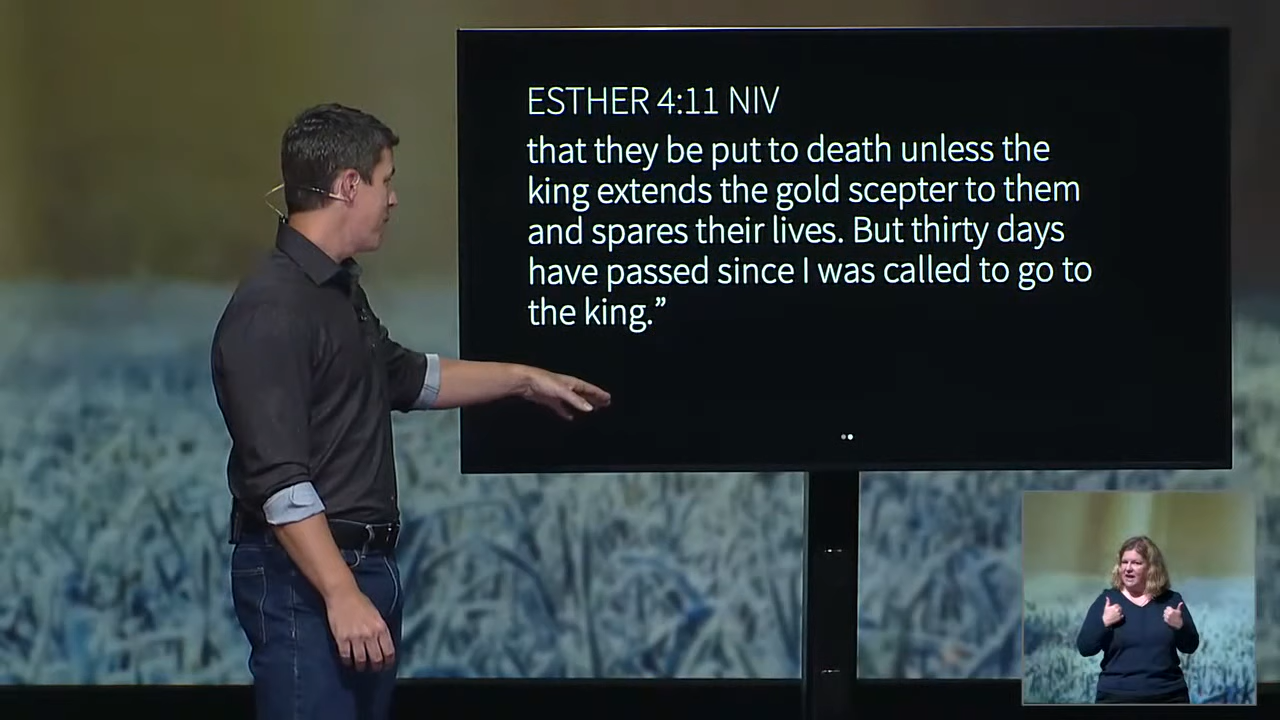 ESTHER 4:11 NIV
that they be put to death unless the
king extends the gold scepter to them
and spares their lives. But thirty days
have passed since I was called to go to
the king.”